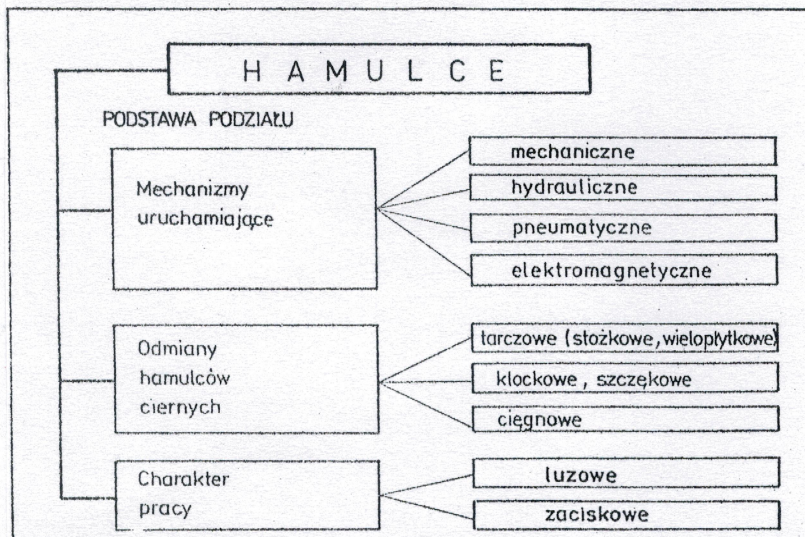 HAMULCE
PODSTAWA PODZIAŁU
Mechanizmy
uruchamiające
mechaniczne
hydrauliczne
pneumatyczne
elektromagnetyczne
Odmiany
hamulców
ciernych
tarczowe (stożkowe, wielopłytkowe)
klockowe, szczękowe
cięgnowe
Charakter
pracy
luzowe
zaciskowe